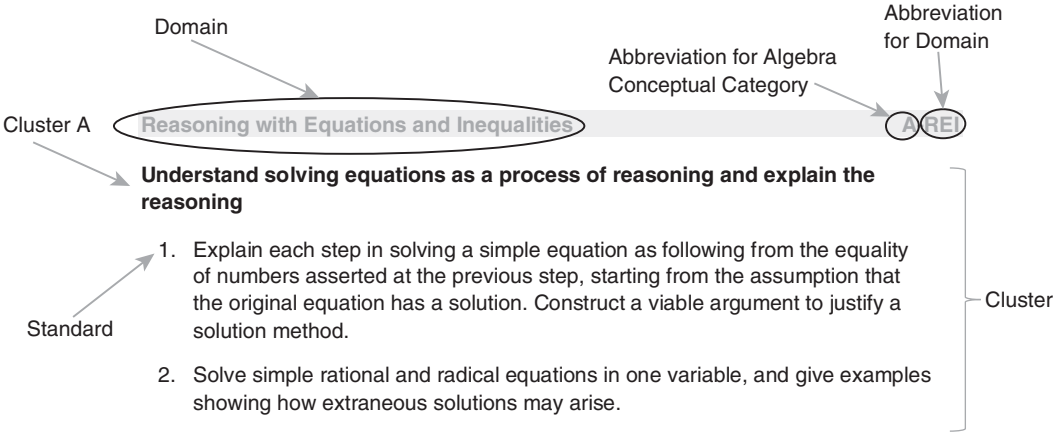 Domain
Abbreviation
for Domain
Abbreviation for Algebra
Conceptual Category
Cluster A
Reasoning with Equations and Inequalities
A REI
Understand solving equations as a process of reasoning and explain the
reasoning
1. Explain each step in solving a simple equation as following from the equality
of numbers asserted at the previous step, starting from the assumption that
the original equation has a solution. Construct a viable argument to justify a
solution method.
Standard
Cluster
2. Solve simple rational and radical equations in one variable, and give examples
showing how extraneous solutions may arise.